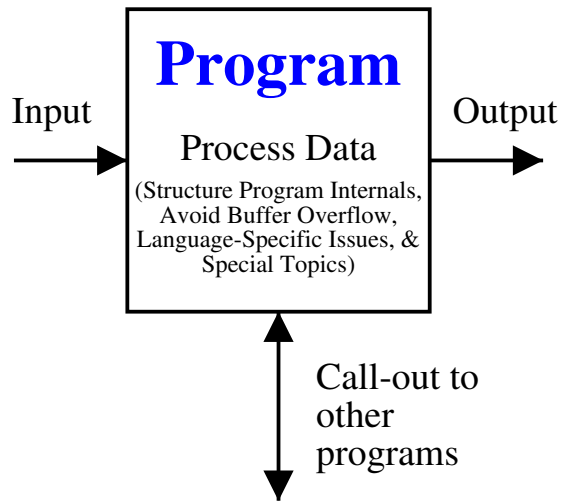 Program
Input
Output
Process Data
(Structure Program Internals,
Avoid Buffer Overflow,
Language-Specific Issues, &
Special Topics)
Call-out to
other
programs